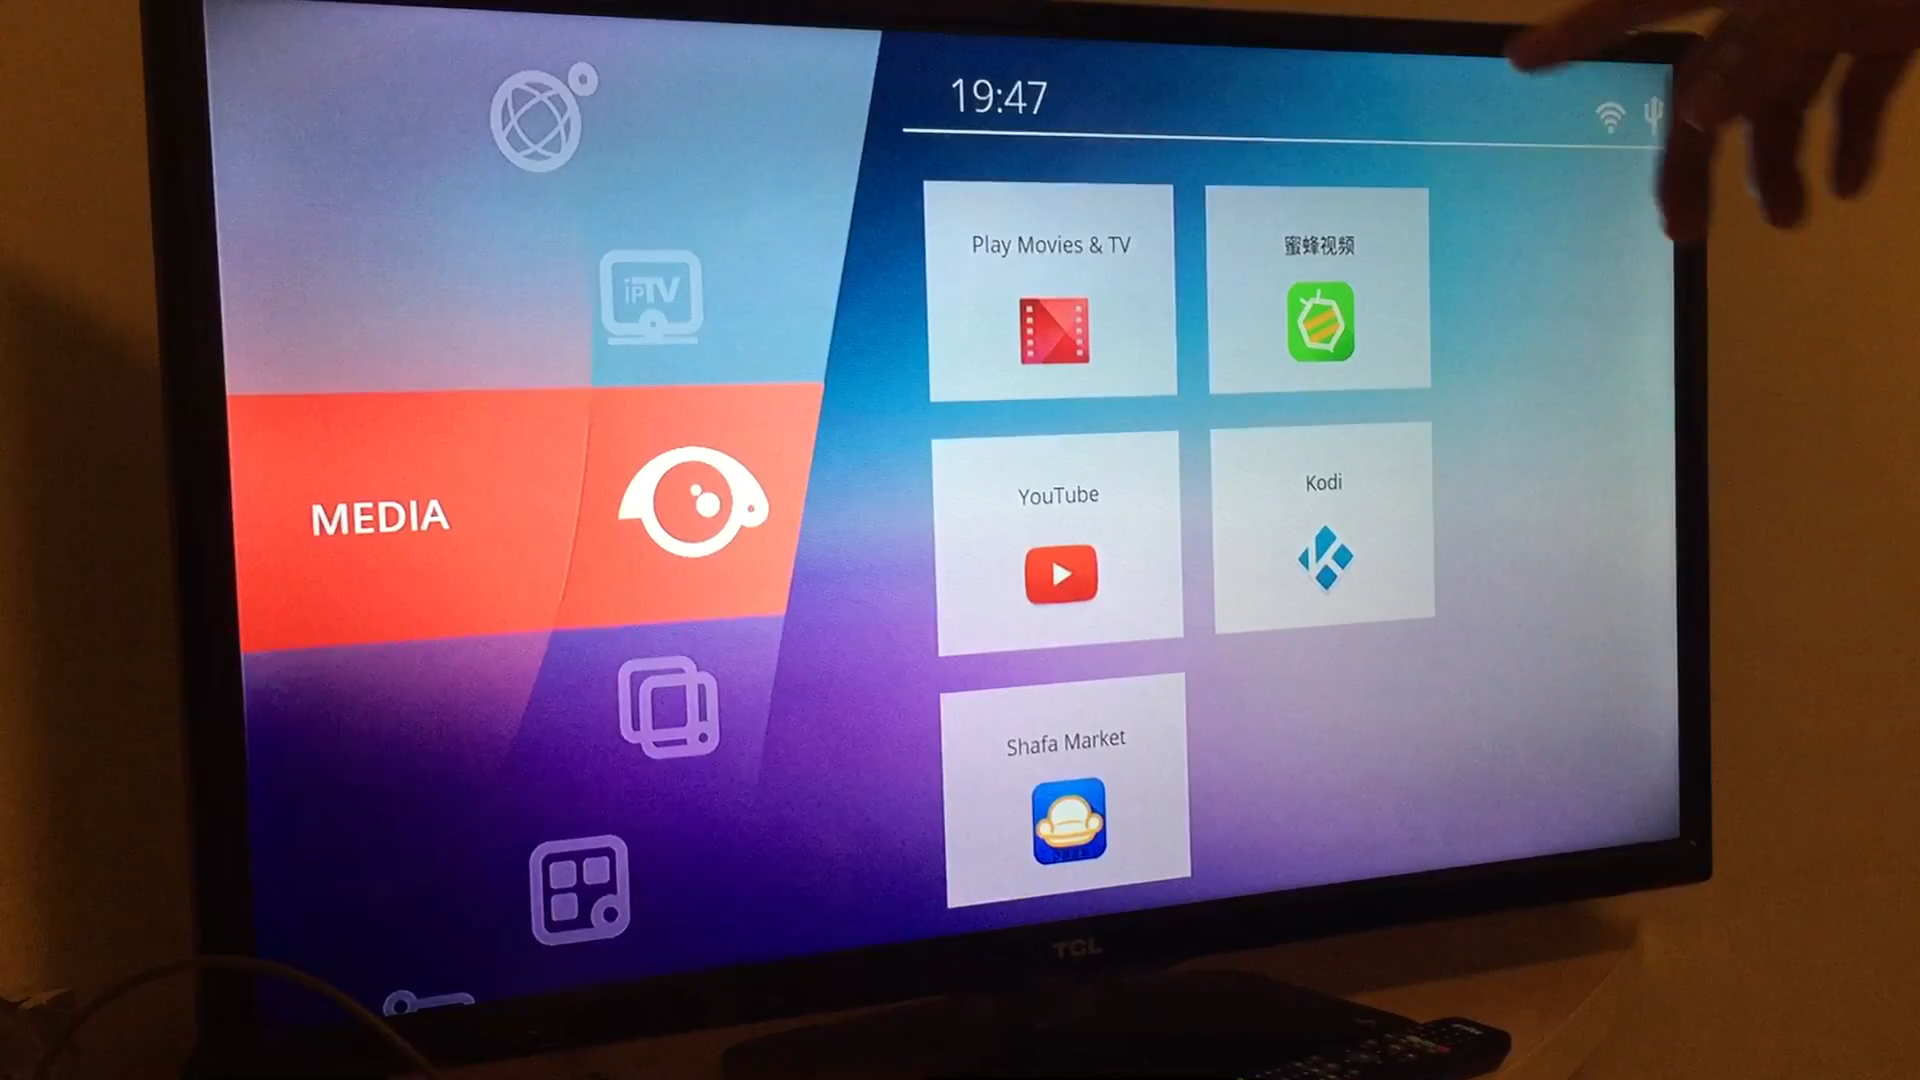 19:47
ipTV
MEDIA
Play Movies & TV
蜜蜂视频
YouTube
Kodi
Shafa Market
TCL